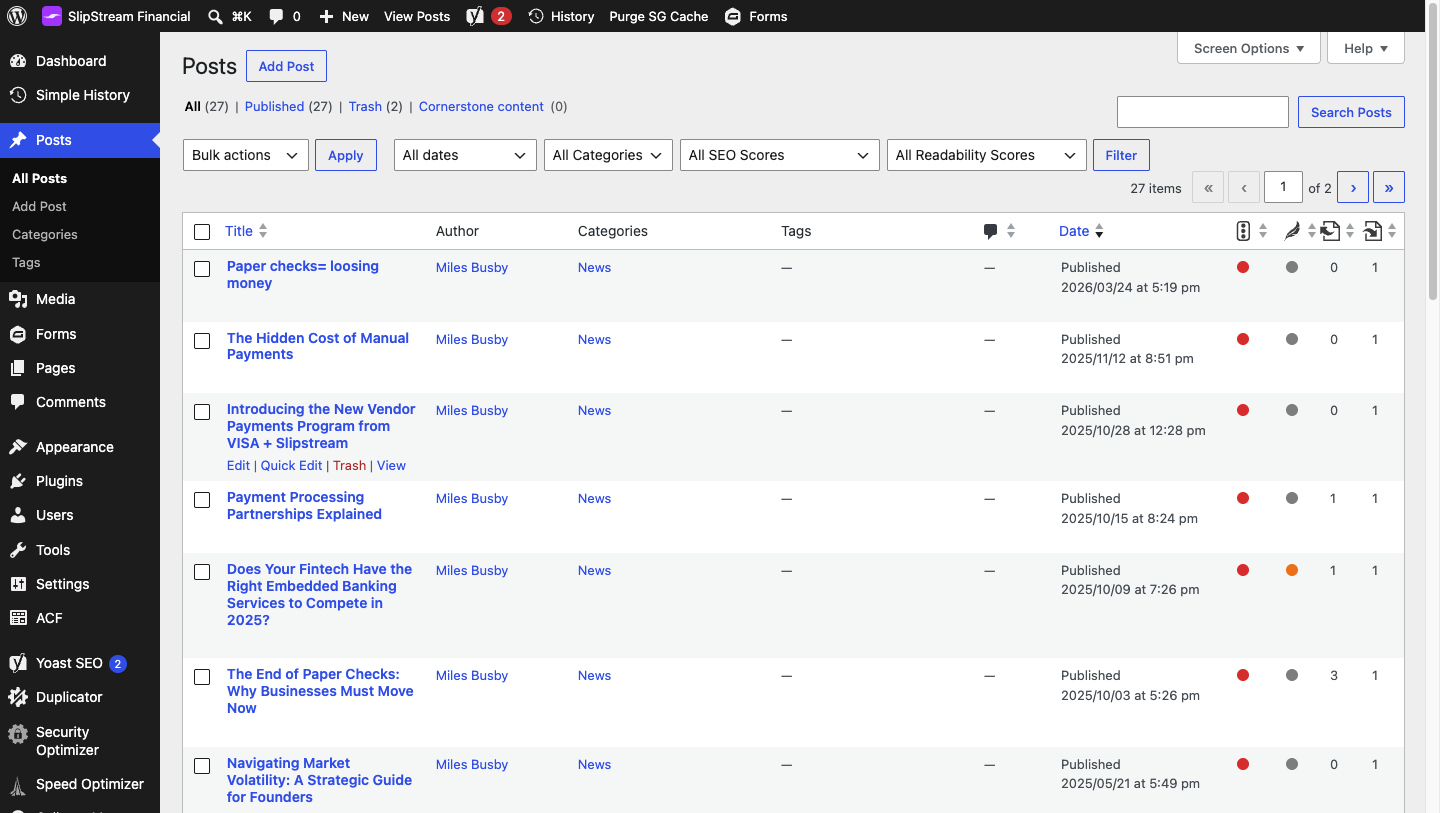 SlipStream Financial ⌘K 0 New View Posts 2 History Purge SG Cache Forms
Dashboard
Simple History
Posts
All Posts
Add Post
Categories
Tags
Media
Forms
Pages
Comments
Appearance
Plugins
Users
Tools
Settings
ACF
Yoast SEO 2
Duplicator
Security
Optimizer
Speed Optimizer
Screen Options Help
Posts Add Post
All (27) | Published (27) | Trash (2) | Cornerstone content (0)
Search Posts
Bulk actions Apply All dates All Categories All SEO Scores All Readability Scores Filter
27 items « ‹ 1 of 2 › »
Title Author Categories Tags Date
Paper checks= loosing
money
Miles Busby News — — Published
2026/03/24 at 5:19 pm
0 1
The Hidden Cost of Manual
Payments
Miles Busby News — — Published
2025/11/12 at 8:51 pm
0 1
Introducing the New Vendor
Payments Program from
VISA + Slipstream
Edit | Quick Edit | Trash | View
Miles Busby News — — Published
2025/10/28 at 12:28 pm
0 1
Payment Processing
Partnerships Explained
Miles Busby News — — Published
2025/10/15 at 8:24 pm
1 1
Does Your Fintech Have the
Right Embedded Banking
Services to Compete in
2025?
Miles Busby News — — Published
2025/10/09 at 7:26 pm
1 1
The End of Paper Checks:
Why Businesses Must Move
Now
Miles Busby News — — Published
2025/10/03 at 5:26 pm
3 1
Navigating Market
Volatility: A Strategic Guide
for Founders
Miles Busby News — — Published
2025/05/21 at 5:49 pm
0 1